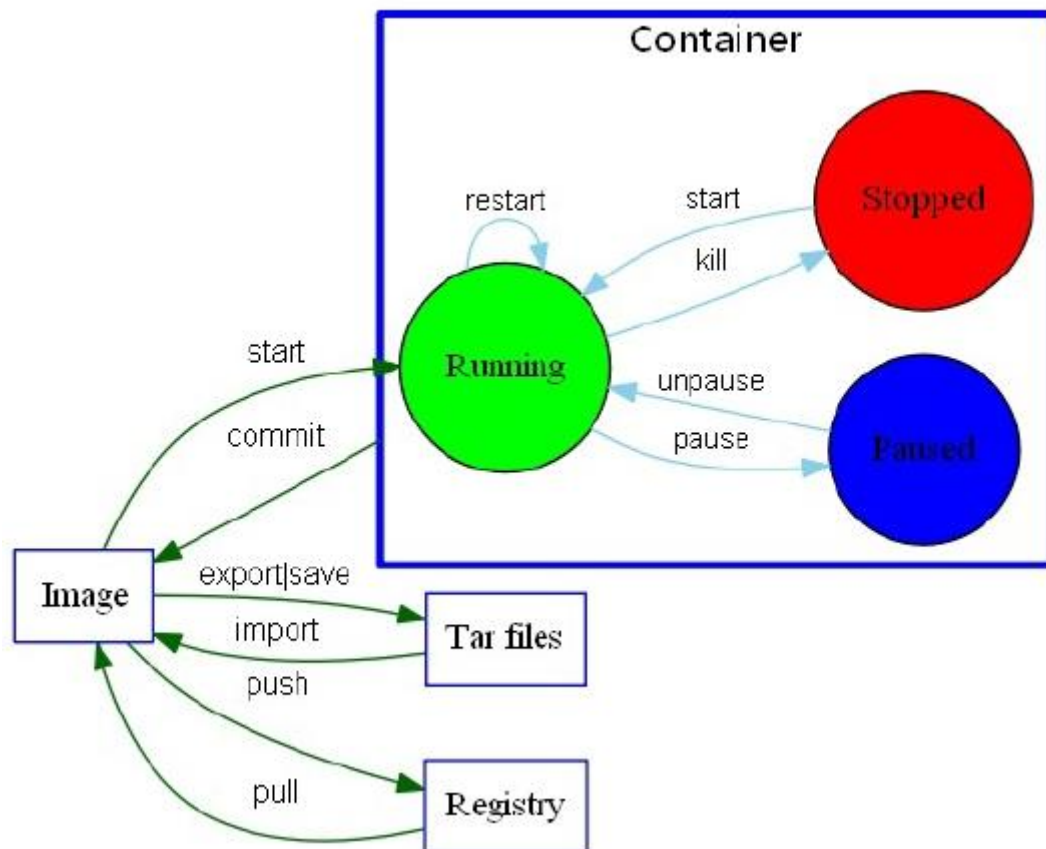 Container
Stopped
restart
start
kill
Running
start
unpause
commit
pause
Paused
Image
export|save
import
Tar files
push
pull
Registry